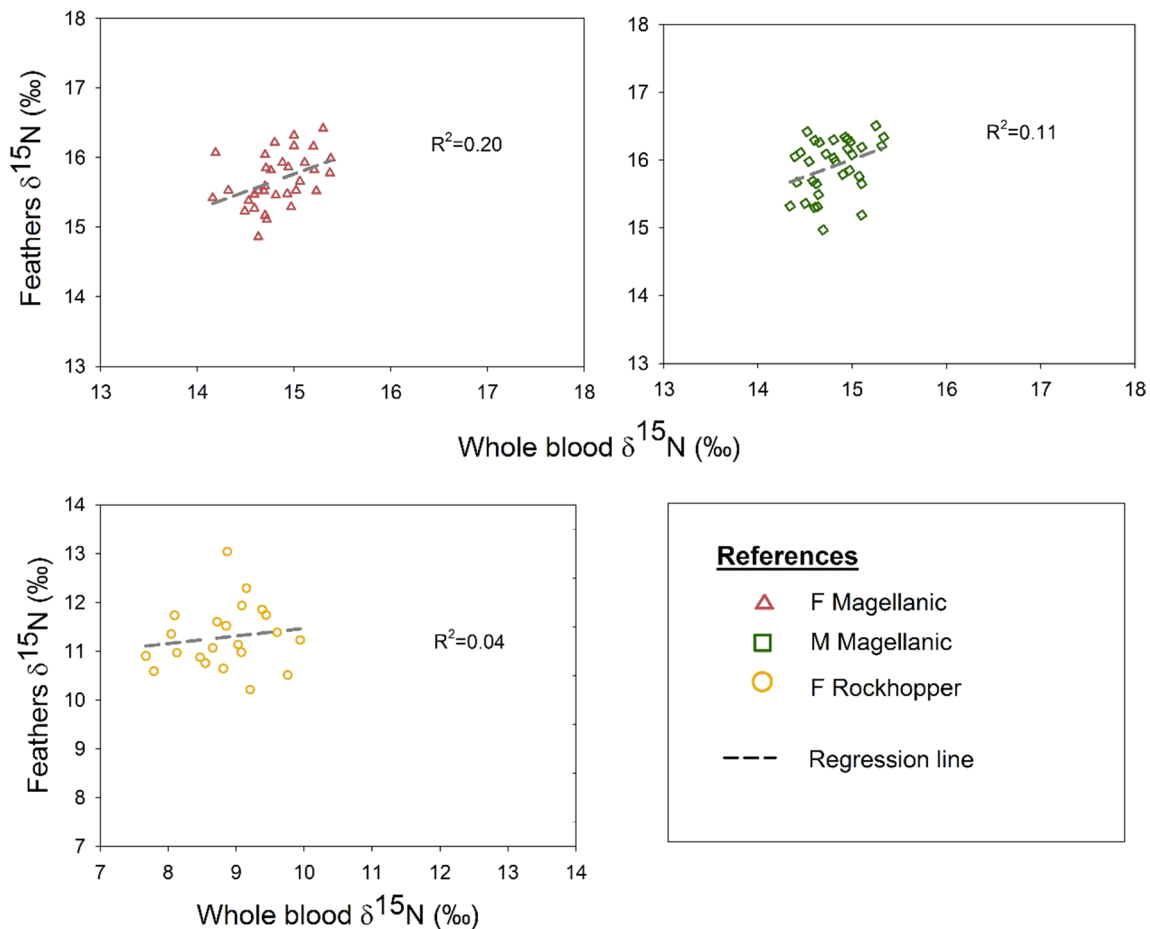 18
17
16
15
14
13
Feathers δ15N (‰)
R2=0.20
13 14 15 16 17 18
18
17
16
15
14
13
R2=0.11
13 14 15 16 17 18
Whole blood δ15N (‰)
14
13
12
11
10
9
8
7
Feathers δ15N (‰)
R2=0.04
7 8 9 10 11 12 13 14
Whole blood δ15N (‰)
References
F Magellanic
M Magellanic
F Rockhopper
Regression line